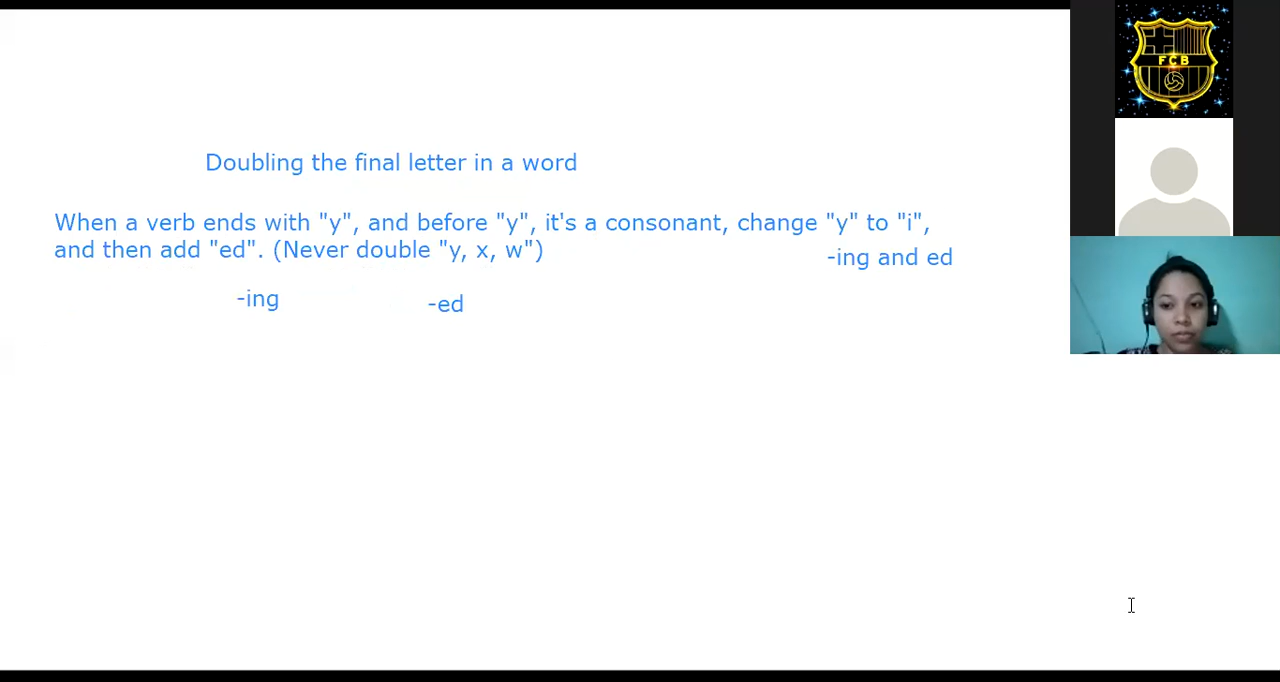 Doubling the final letter in a word
When a verb ends with "y", and before "y", it's a consonant, change "y" to "i",
and then add "ed". (Never double "y, x, w")
-ing and ed
-ing
-ed
FCB